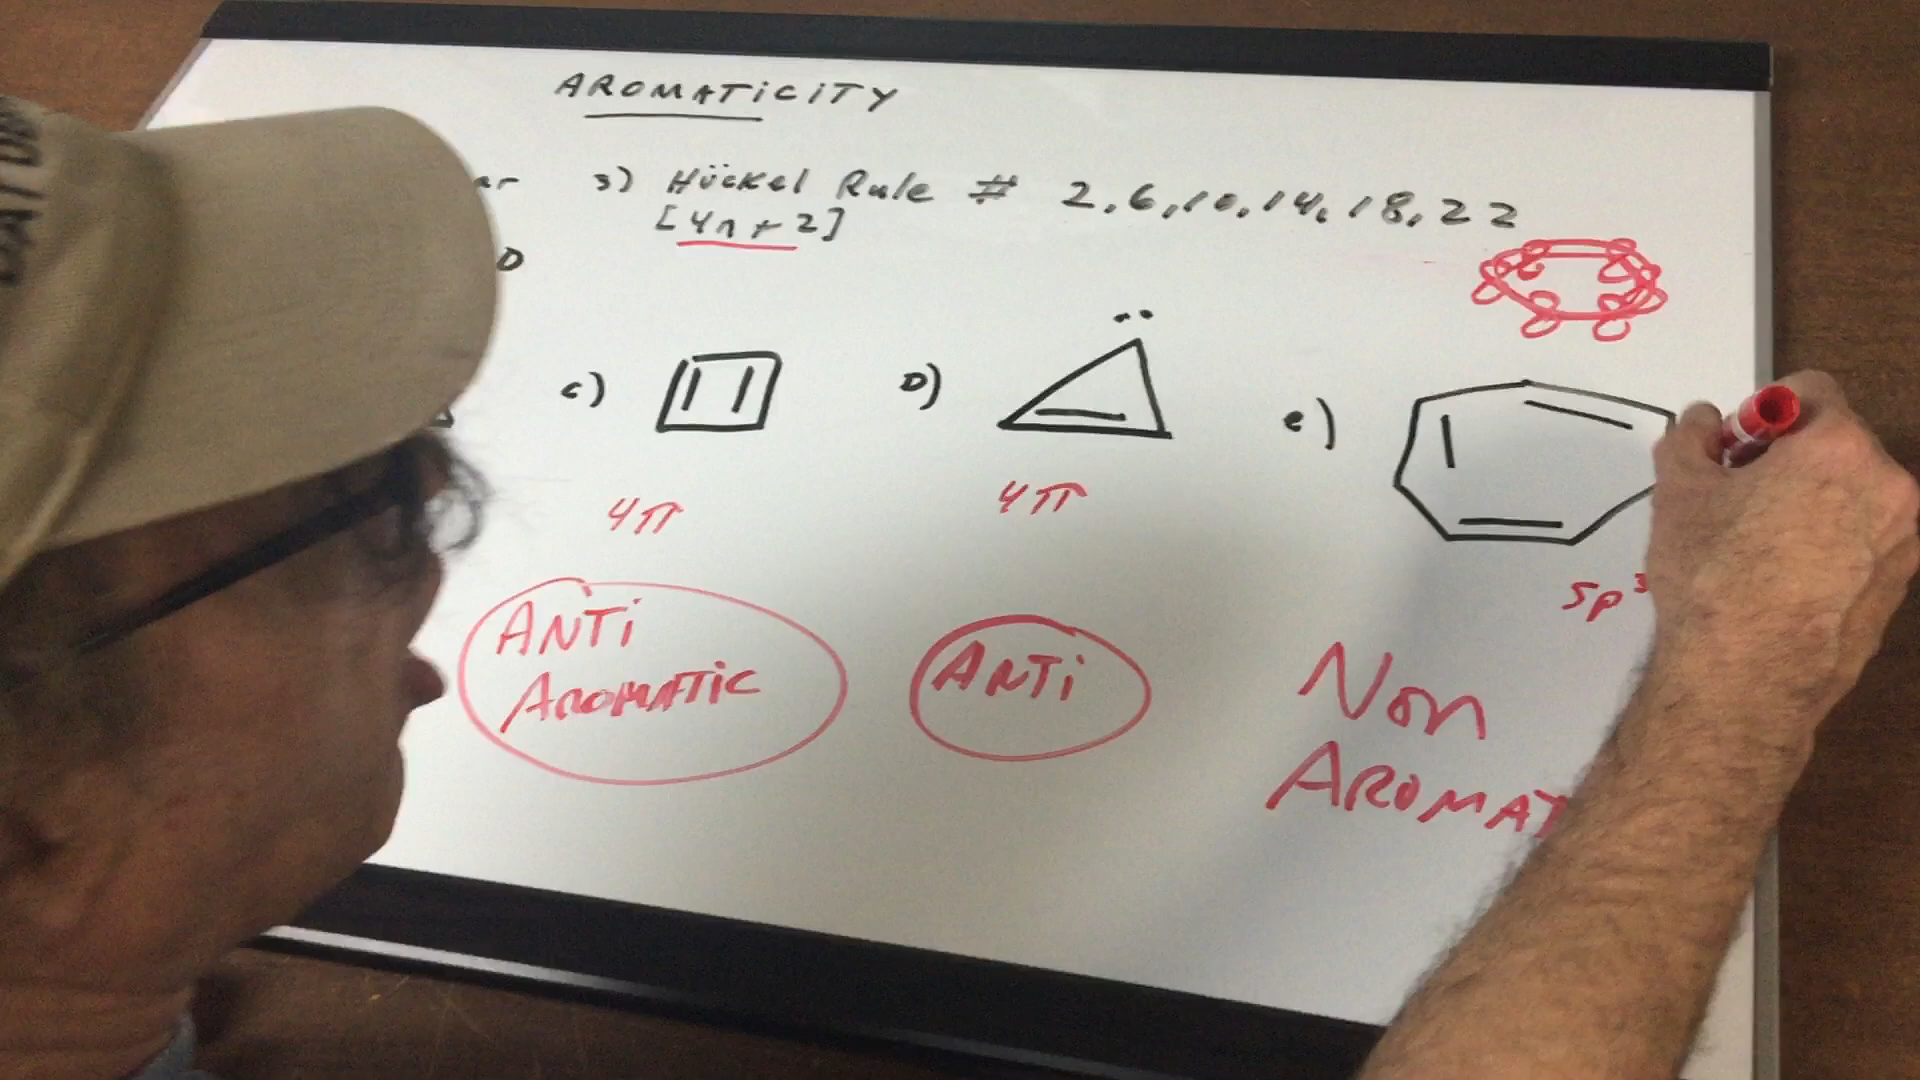 AROMATICITY
3) Hückel Rule # 2,6,10,14,18,22
[4n+2]
c)
D)
e)
4π
4π
sp3
ANTi
AROMATIC
ANTi
Non
AROMAT